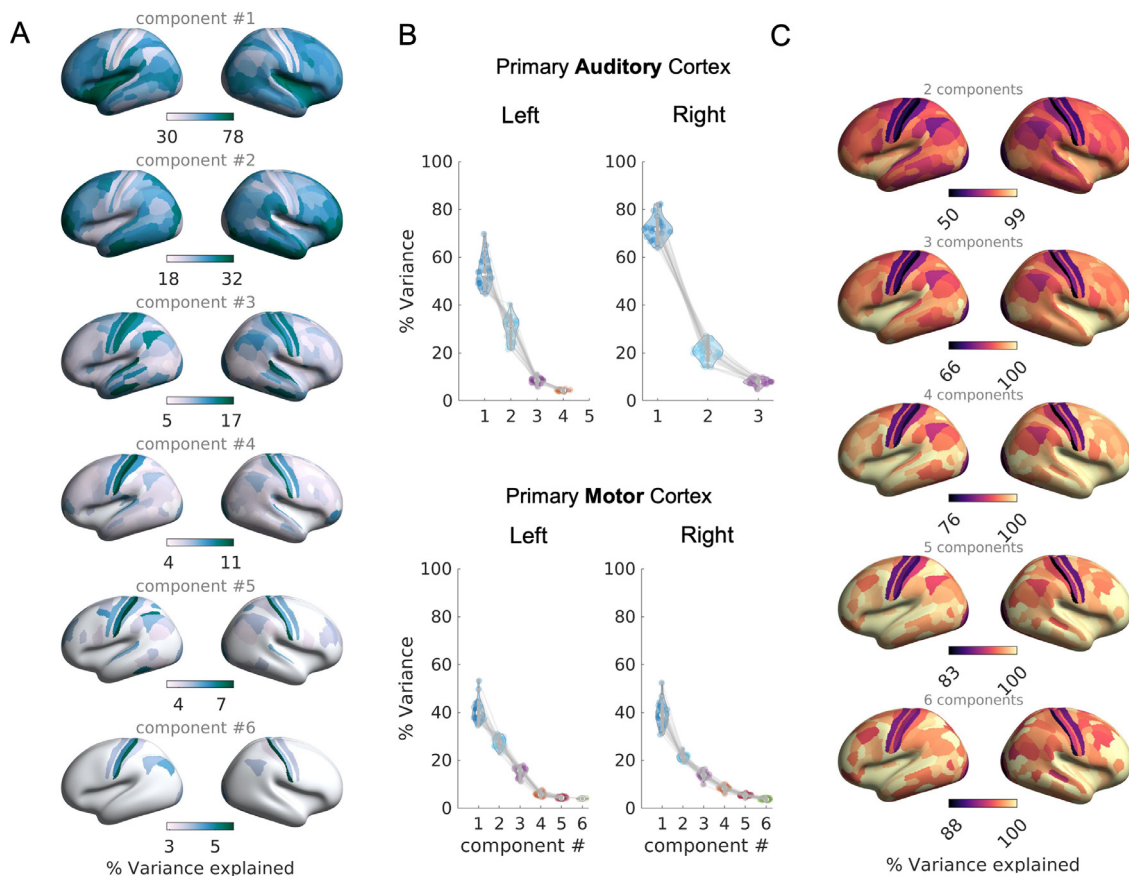 A
component #1
30 78
component #2
18 32
component #3
5 17
component #4
4 11
component #5
4 7
component #6
3 5
% Variance explained
B
Primary Auditory Cortex
Left Right
100
80
60
40
20
0
% Variance
1 2 3 4 5
100
80
60
40
20
0
1 2 3
Primary Motor Cortex
Left Right
100
80
60
40
20
0
% Variance
1 2 3 4 5 6
component #
100
80
60
40
20
0
1 2 3 4 5 6
component #
C
2 components
50 99
3 components
66 100
4 components
76 100
5 components
83 100
6 components
88 100
% Variance explained